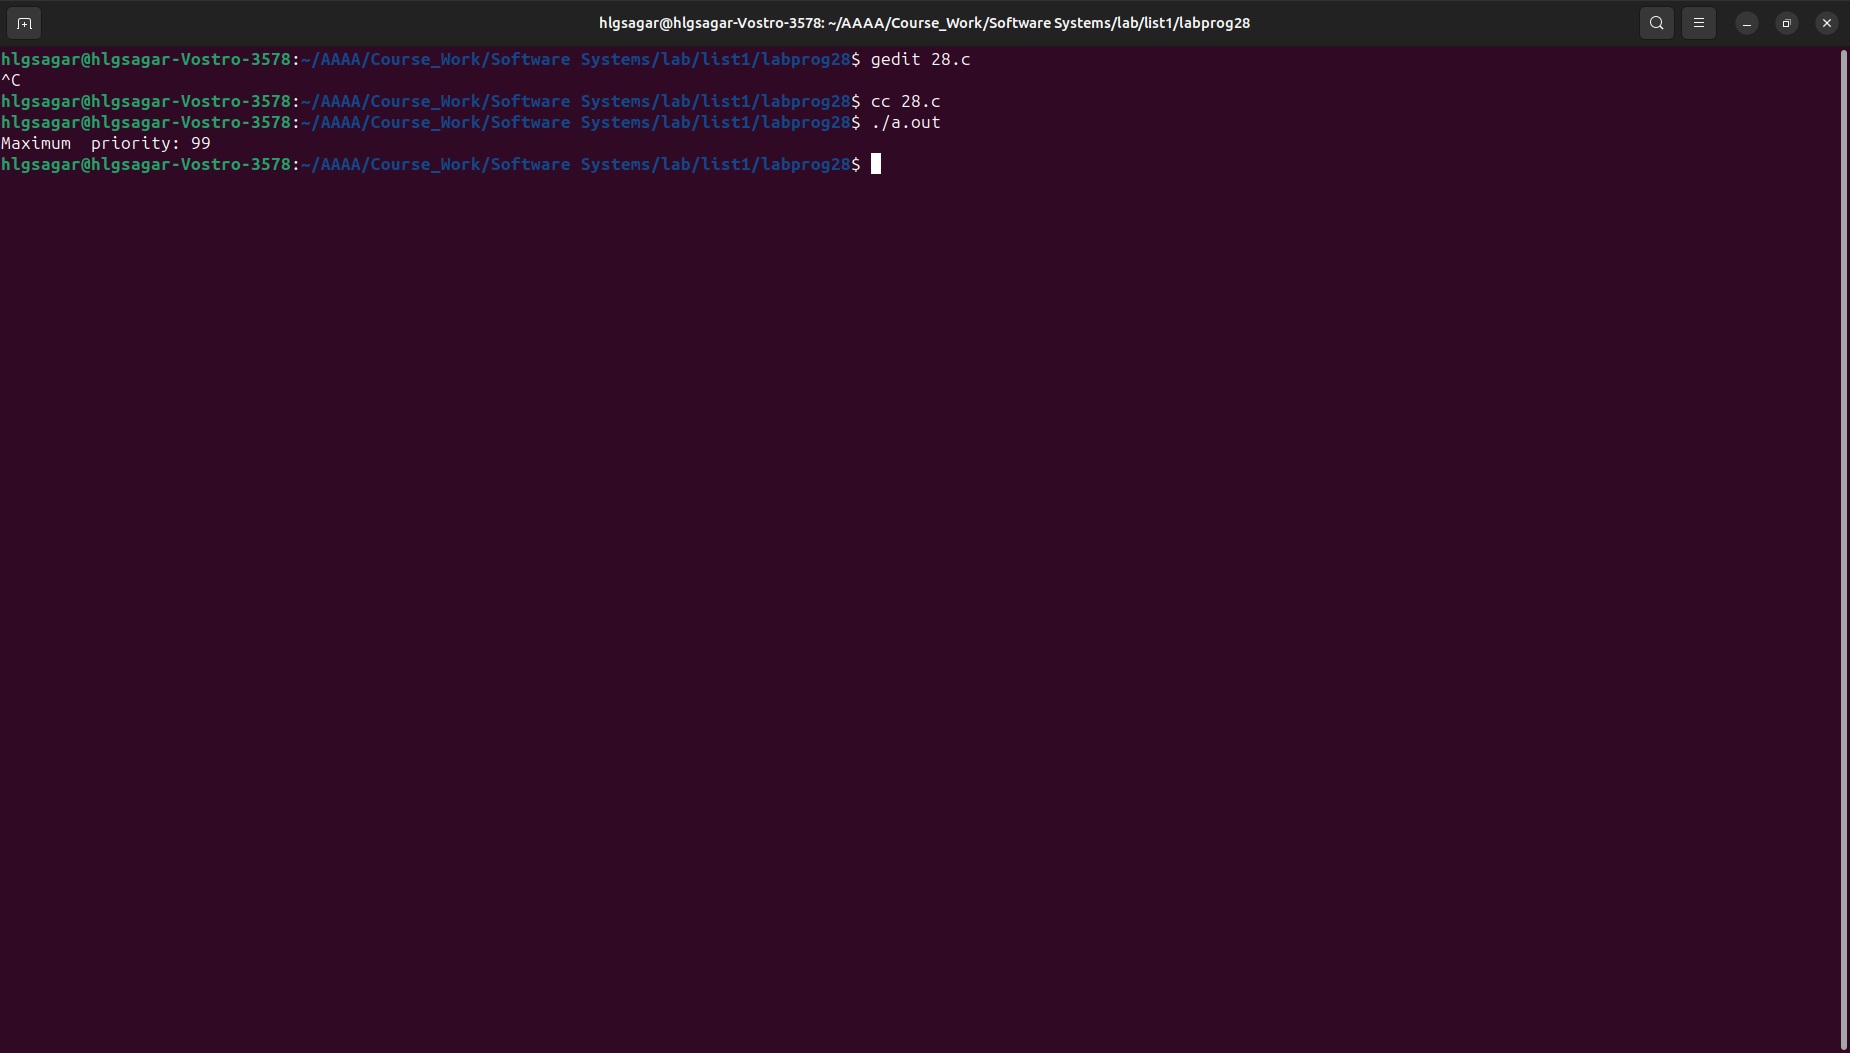 hlgsagar@hlgsagar-Vostro-3578: ~/AAAA/Course_Work/Software Systems/lab/list1/labprog28
hlgsagar@hlgsagar-Vostro-3578:~/AAAA/Course_Work/Software Systems/lab/list1/labprog28$ gedit 28.c
^C
hlgsagar@hlgsagar-Vostro-3578:~/AAAA/Course_Work/Software Systems/lab/list1/labprog28$ cc 28.c
hlgsagar@hlgsagar-Vostro-3578:~/AAAA/Course_Work/Software Systems/lab/list1/labprog28$ ./a.out
Maximum  priority: 99
hlgsagar@hlgsagar-Vostro-3578:~/AAAA/Course_Work/Software Systems/lab/list1/labprog28$